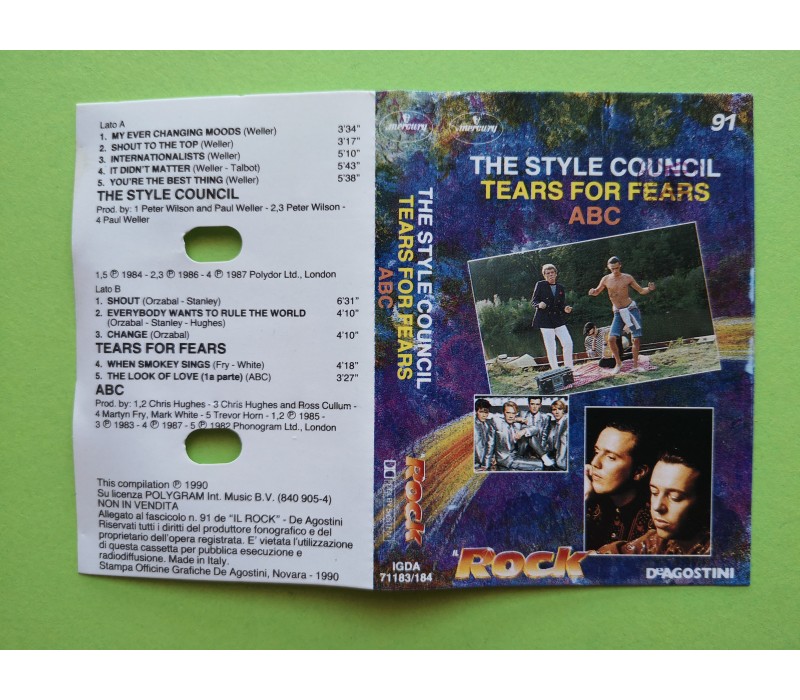 Lato A
1. MY EVER CHANGING MOODS (Weller) 3'34"
2. SHOUT TO THE TOP (Weller) 3'17"
3. INTERNATIONALISTS (Weller) 5'10"
4. IT DIDN'T MATTER (Weller - Talbot) 5'43"
5. YOU'RE THE BEST THING (Weller) 5'38"
THE STYLE COUNCIL
Prod. by: 1 Peter Wilson and Paul Weller - 2,3 Peter Wilson -
4 Paul Weller
1,5 ℗ 1984 - 2,3 ℗ 1986 - 4 ℗ 1987 Polydor Ltd., London
Lato B
1. SHOUT (Orzabal - Stanley) 6'31"
2. EVERYBODY WANTS TO RULE THE WORLD 4'10"
(Orzabal - Stanley - Hughes)
3. CHANGE (Orzabal) 4'10"
TEARS FOR FEARS
4. WHEN SMOKEY SINGS (Fry - White) 4'18"
5. THE LOOK OF LOVE (1a parte) (ABC) 3'27"
ABC
Prod. by: 1,2 Chris Hughes - 3 Chris Hughes and Ross Cullum -
4 Martyn Fry, Mark White - 5 Trevor Horn - 1,2 ℗ 1985 -
3 ℗ 1983 - 4 ℗ 1987 - 5 ℗ 1982 Phonogram Ltd., London
This compilation ℗ 1990
Su licenza POLYGRAM Int. Music B.V. (840 905-4)
NON IN VENDITA
Allegato al fascicolo n. 91 de "IL ROCK" - De Agostini
Riservati tutti i diritti del produttore fonografico e del
proprietario dell'opera registrata. E' vietata l'utilizzazione
di questa cassetta per pubblica esecuzione e
radiodiffusione. Made in Italy.
Stampa Officine Grafiche De Agostini, Novara - 1990
mercury
THE STYLE COUNCIL
TEARS FOR FEARS
ABC
Rock
IGDA
71183/184
mercury
91
THE STYLE COUNCIL
TEARS FOR FEARS
ABC
IL Rock
DeAGOSTINI